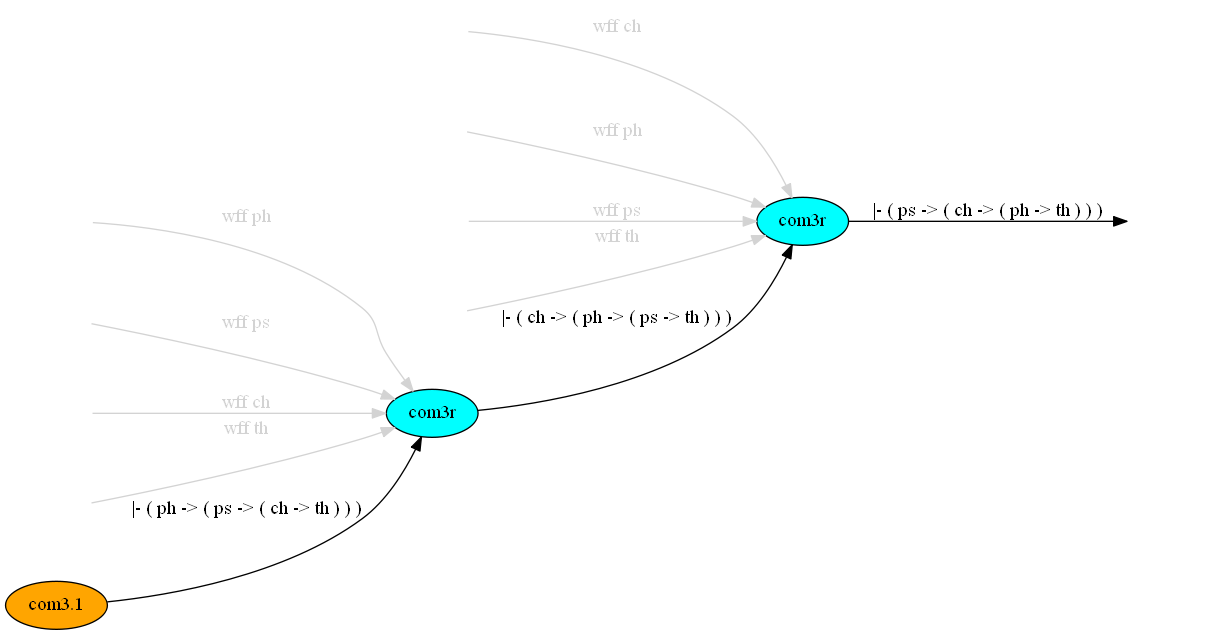 wff ch
wff ph
wff ps
wff th
com3r
|- ( ps -> ( ch -> ( ph -> th ) ) )
|- ( ch -> ( ph -> ( ps -> th ) ) )
wff ph
wff ps
wff ch
wff th
com3r
|- ( ph -> ( ps -> ( ch -> th ) ) )
com3.1